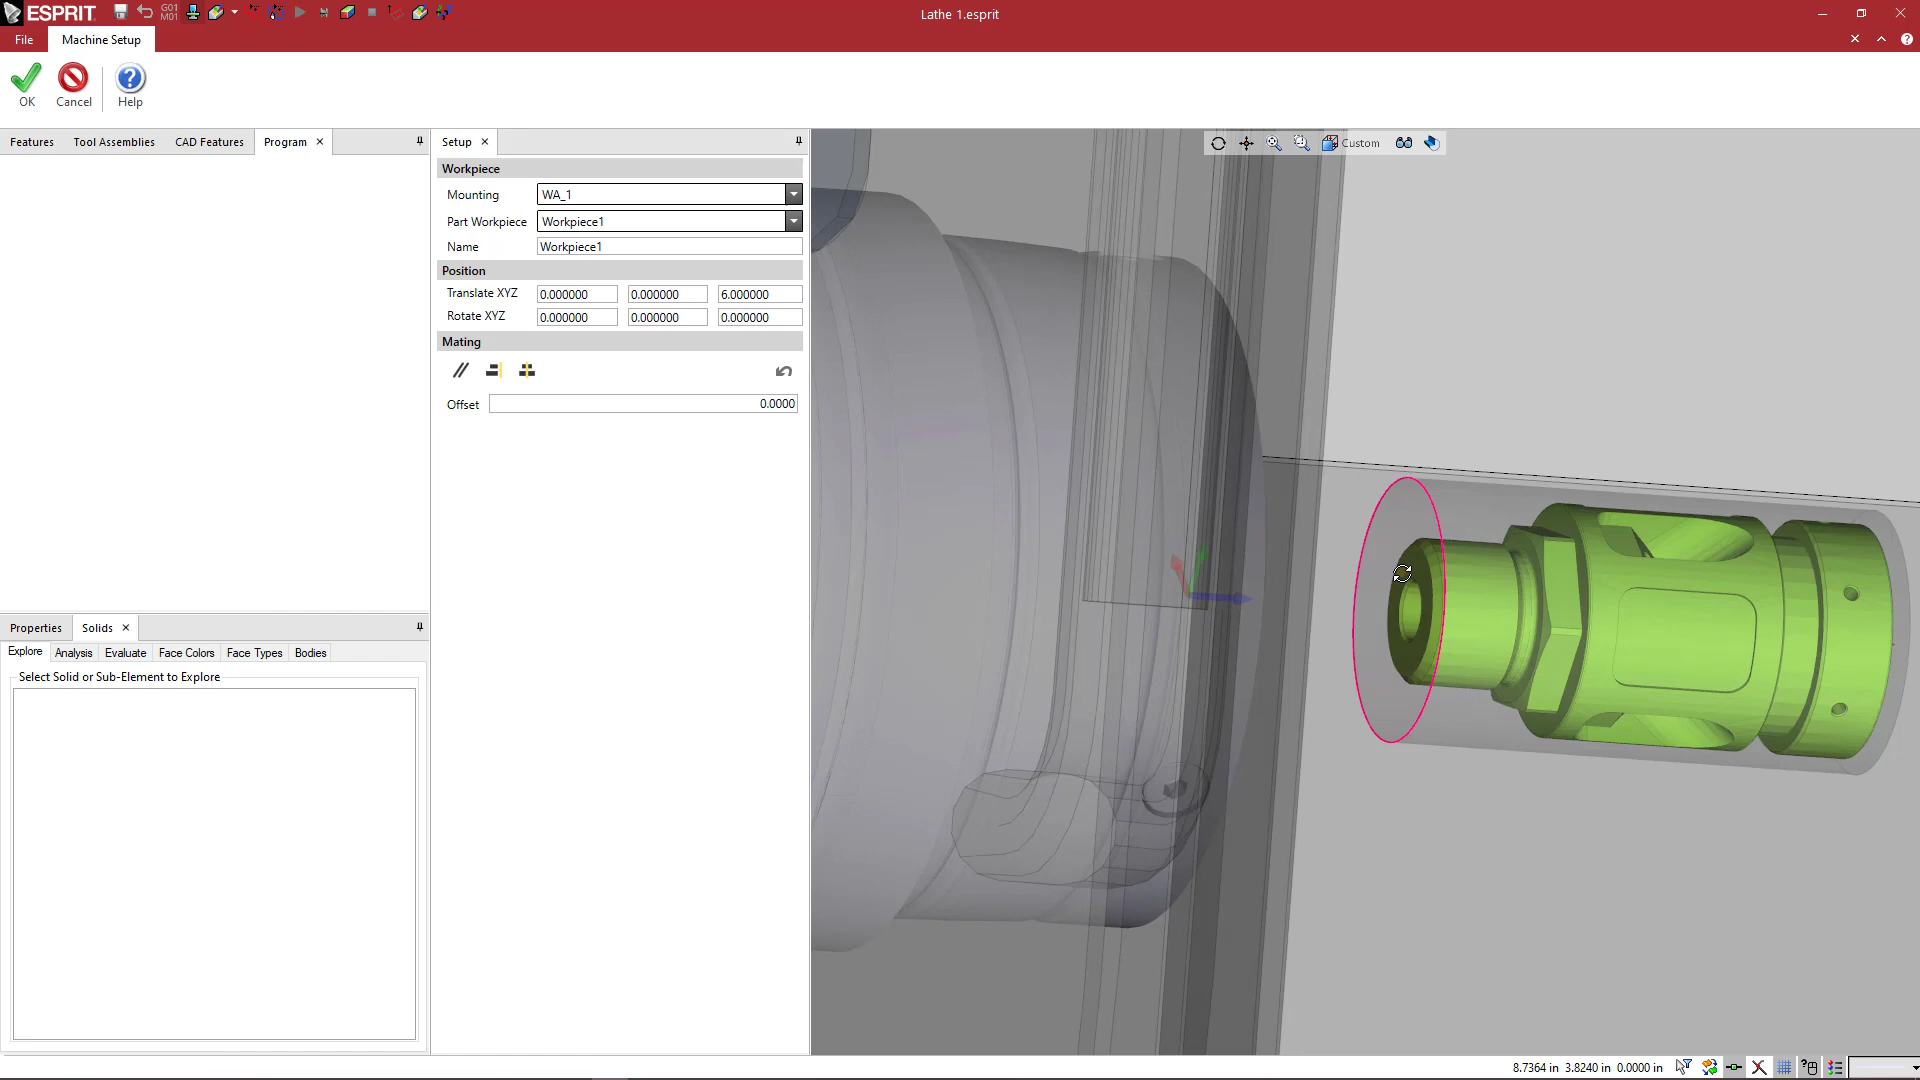 ESPRIT
G01
M01
Lathe 1.esprit
File
Machine Setup
OK
Cancel
Help
Features
Tool Assemblies
CAD Features
Program
Setup
Custom
Workpiece
Mounting
WA_1
Part Workpiece
Workpiece1
Name
Workpiece1
Position
Translate XYZ
0.000000
0.000000
6.000000
Rotate XYZ
0.000000
0.000000
0.000000
Mating
Offset
0.0000
Properties
Solids
Explore
Analysis
Evaluate
Face Colors
Face Types
Bodies
Select Solid or Sub-Element to Explore
8.7364 in 3.8240 in 0.0000 in